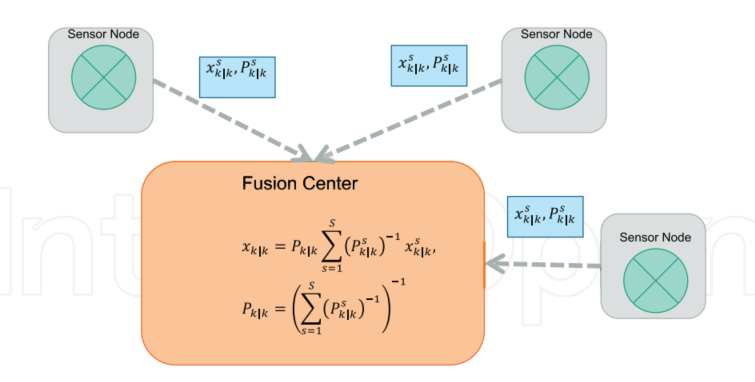 Sensor Node
Sensor Node
$x_{k|k}^{s}, P_{k|k}^{s}$
$x_{k|k}^{s}, P_{k|k}^{s}$
Fusion Center
$x_{k|k}^{s}, P_{k|k}^{s}$
Sensor Node
$x_{k|k} = P_{k|k} \sum_{s=1}^{S} \left(P_{k|k}^{s}\right)^{-1} x_{k|k}^{s},$
$P_{k|k} = \left( \sum_{s=1}^{S} \left(P_{k|k}^{s}\right)^{-1} \right)^{-1}$